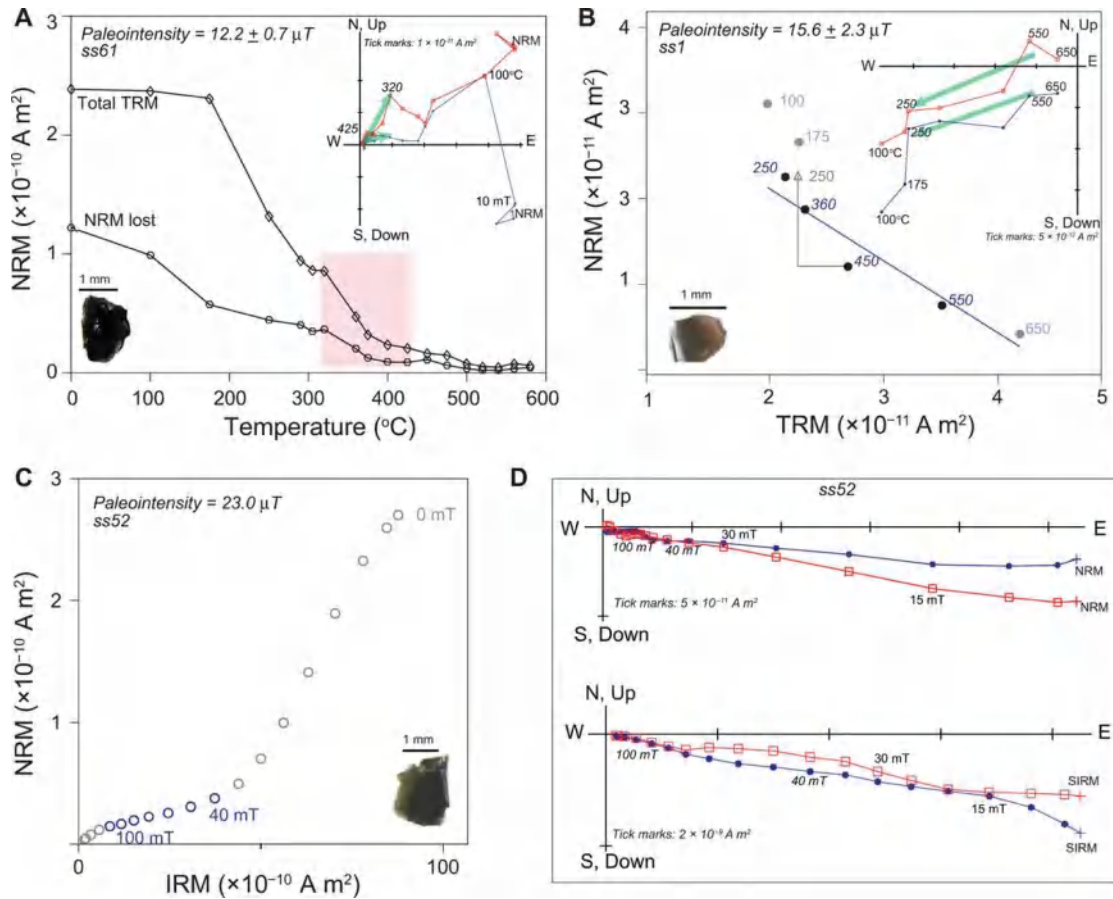 A
Paleointensity = 12.2 ± 0.7 μT
ss61
Tick marks: 1 × 10⁻¹¹ A m²
N, Up
NRM
100°C
320
425
W
E
10 mT
NRM
S, Down
Total TRM
NRM lost
1 mm
NRM (×10⁻¹⁰ A m²)
3
2
1
0
0
100
200
300
400
500
600
Temperature (°C)
B
Paleointensity = 15.6 ± 2.3 μT
ss1
N, Up
550
650
W
E
250
650
550
250
100°C
175
100°C
S, Down
Tick marks: 5 × 10⁻¹² A m²
100
175
250
250
360
450
550
650
1 mm
NRM (×10⁻¹¹ A m²)
4
3
3
1
1
2
3
4
5
TRM (×10⁻¹¹ A m²)
C
Paleointensity = 23.0 μT
ss52
0 mT
40 mT
100 mT
1 mm
NRM (×10⁻¹⁰ A m²)
3
2
1
0
0
100
IRM (×10⁻¹⁰ A m²)
D
ss52
N, Up
W
E
30 mT
100 mT
40 mT
15 mT
NRM
NRM
Tick marks: 5 × 10⁻¹¹ A m²
S, Down
N, Up
W
E
100 mT
30 mT
40 mT
15 mT
SIRM
SIRM
Tick marks: 2 × 10⁻⁹ A m²
S, Down